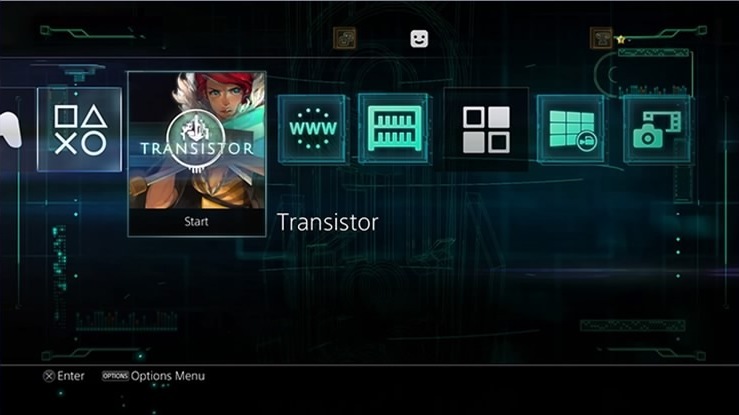 WWW
TRANSISTOR
Start
Transistor
Enter
OPTIONS Options Menu